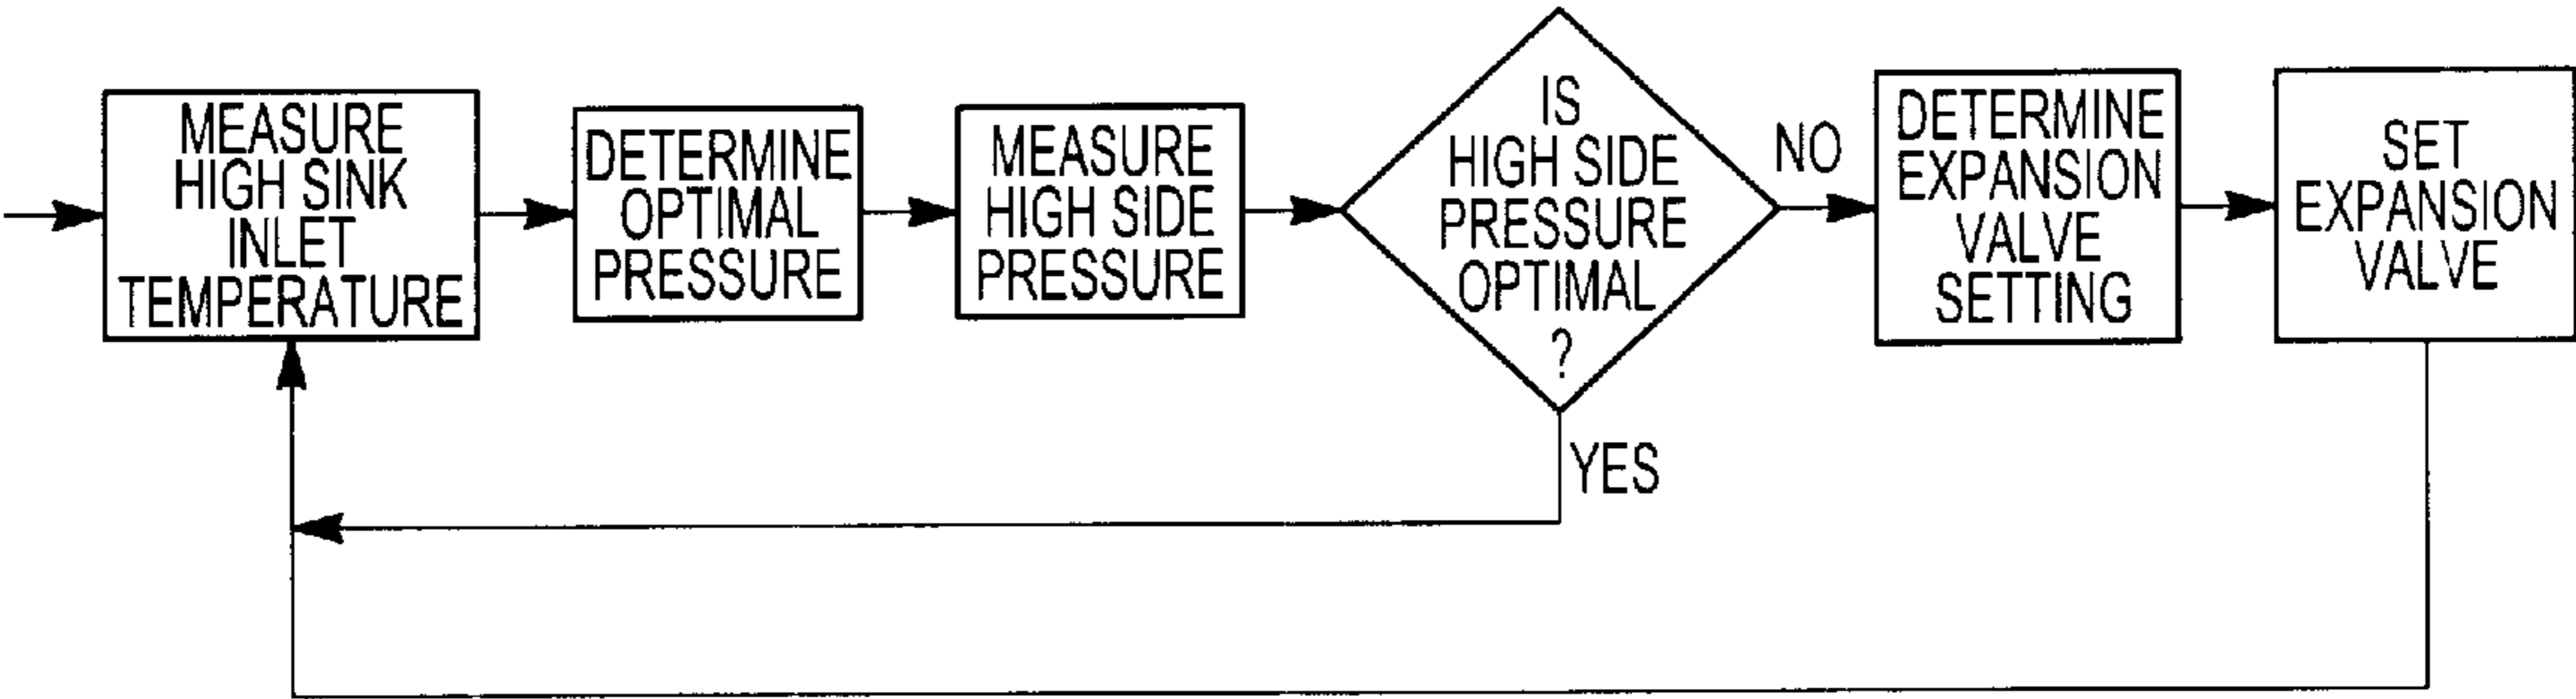 MEASURE
HIGH SINK
INLET
TEMPERATURE
DETERMINE
OPTIMAL
PRESSURE
MEASURE
HIGH SIDE
PRESSURE
IS
HIGH SIDE
PRESSURE
OPTIMAL
?
NO
YES
DETERMINE
EXPANSION
VALVE
SETTING
SET
EXPANSION
VALVE